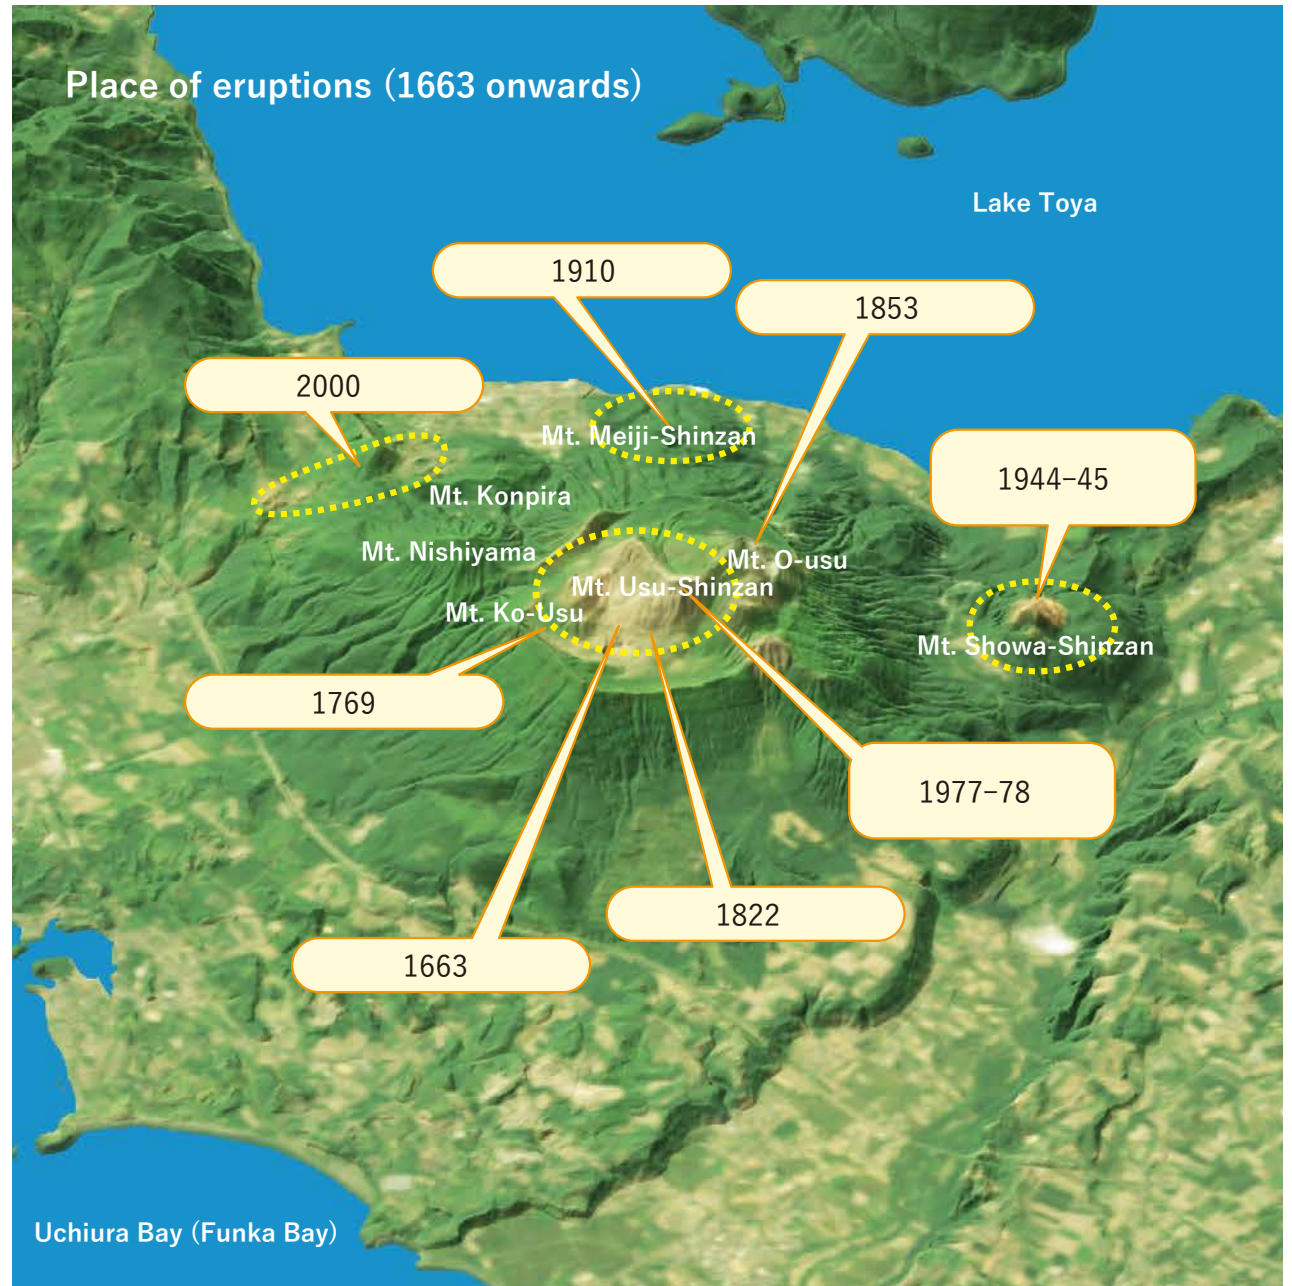 Place of eruptions (1663 onwards)
Lake Toya
1910
1853
2000
Mt. Meiji-Shinzan
1944–45
Mt. Konpira
Mt. Nishiyama
Mt. O-usu
Mt. Usu-Shinzan
Mt. Ko-Usu
Mt. Showa-Shinzan
1769
1977–78
1822
1663
Uchiura Bay (Funka Bay)